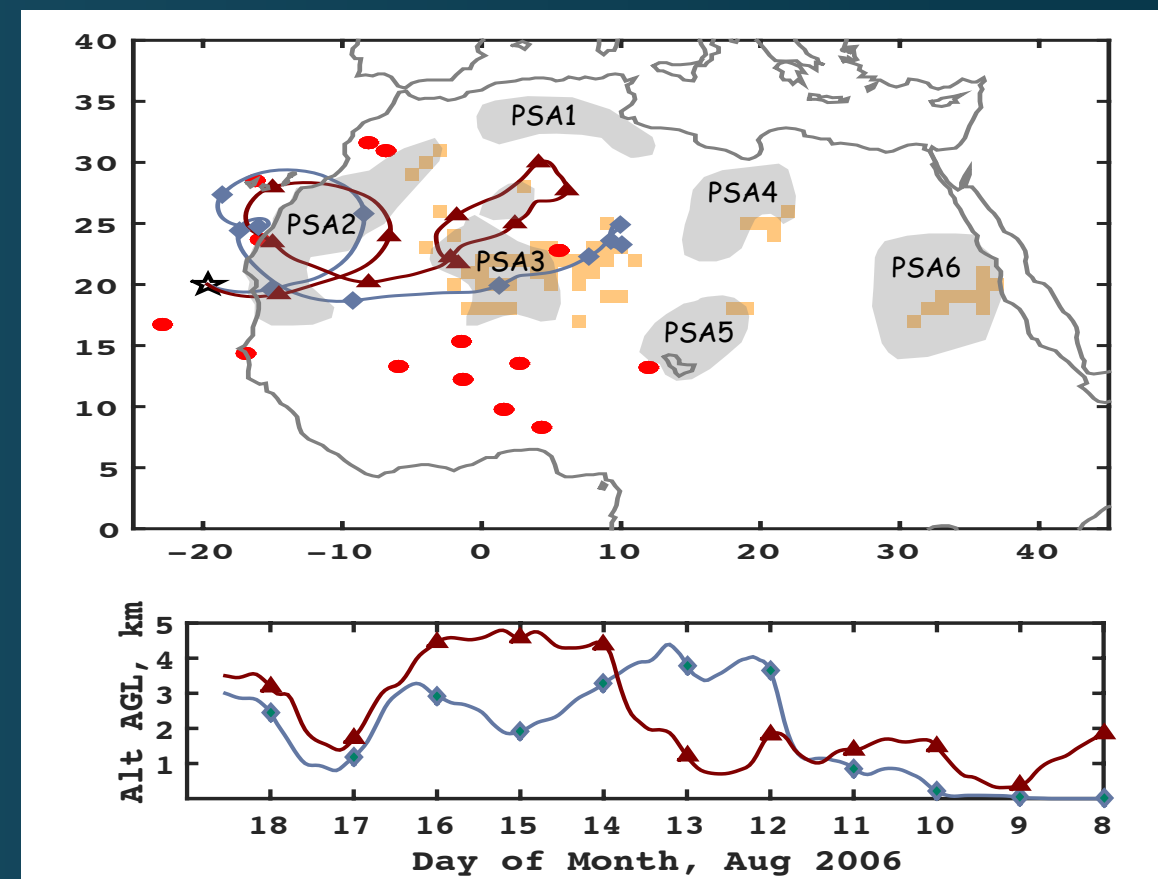 40
35
30
25
20
15
10
5
0
−20 −10 0 10 20 30 40
PSA1
PSA2
PSA3
PSA4
PSA5
PSA6
Alt AGL, km
5
4
3
2
1
18 17 16 15 14 13 12 11 10 9 8
Day of Month, Aug 2006